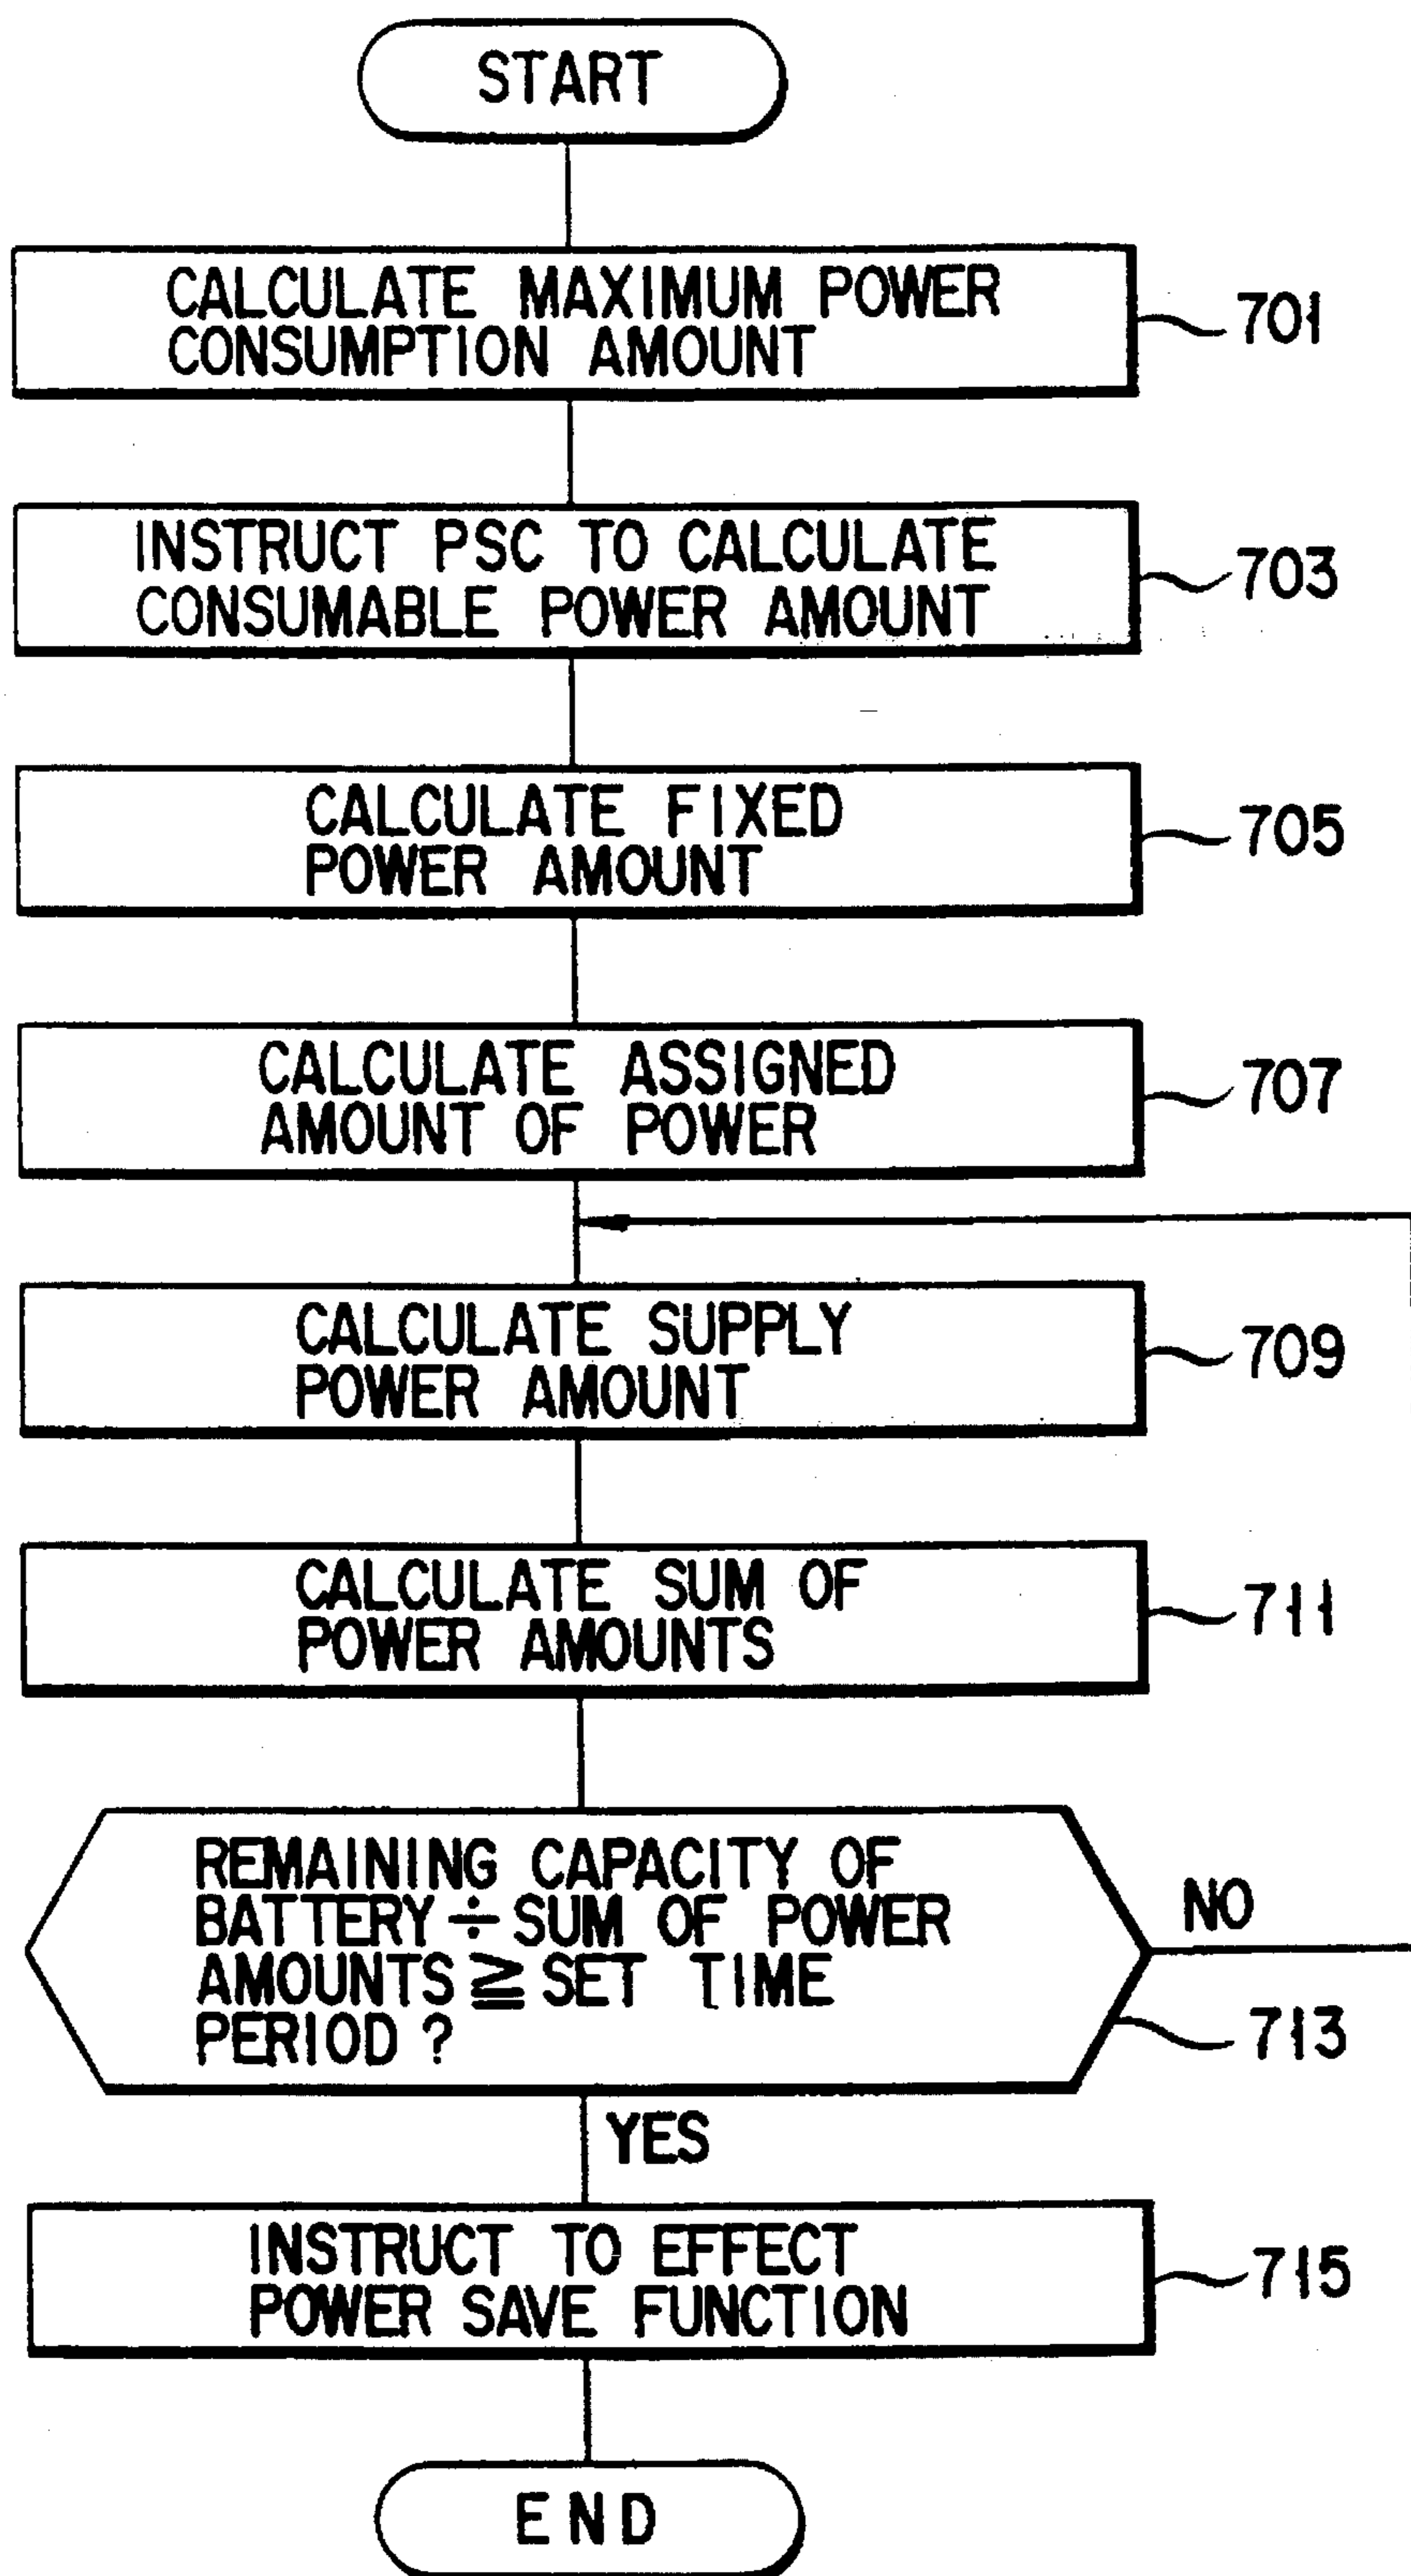 START
CALCULATE MAXIMUM POWER
CONSUMPTION AMOUNT
701
INSTRUCT PSC TO CALCULATE
CONSUMABLE POWER AMOUNT
703
CALCULATE FIXED
POWER AMOUNT
705
CALCULATE ASSIGNED
AMOUNT OF POWER
707
CALCULATE SUPPLY
POWER AMOUNT
709
CALCULATE SUM OF
POWER AMOUNTS
711
REMAINING CAPACITY OF
BATTERY ÷ SUM OF POWER
AMOUNTS ≧ SET TIME
PERIOD ?
NO
713
YES
INSTRUCT TO EFFECT
POWER SAVE FUNCTION
715
END